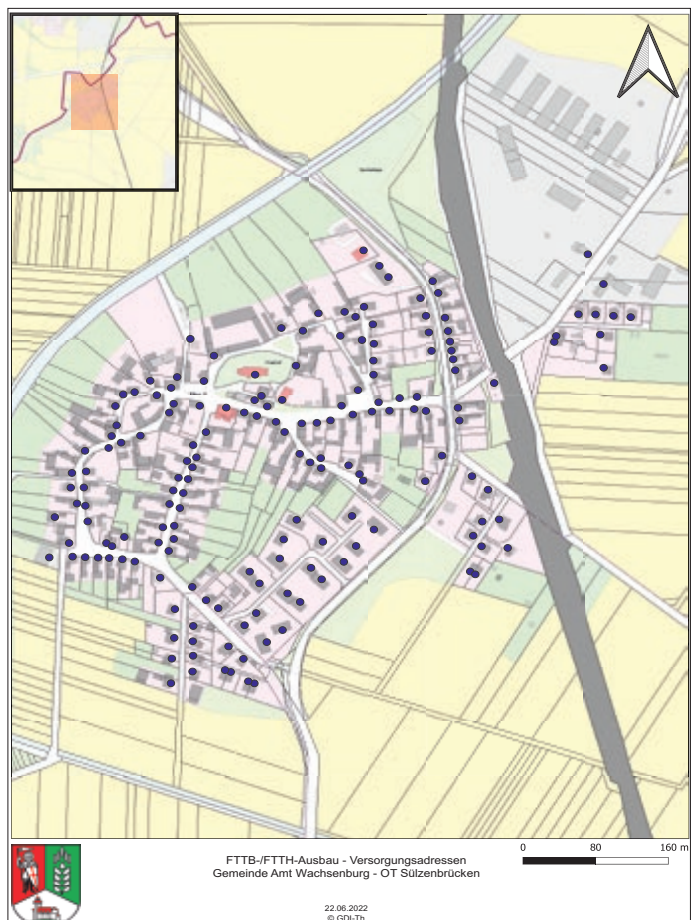 0 80 160 m
FTTB-/FTTH-Ausbau - Versorgungsadressen
Gemeinde Amt Wachsenburg - OT Sülzenbrücken
22.06.2022
© GDI-Th